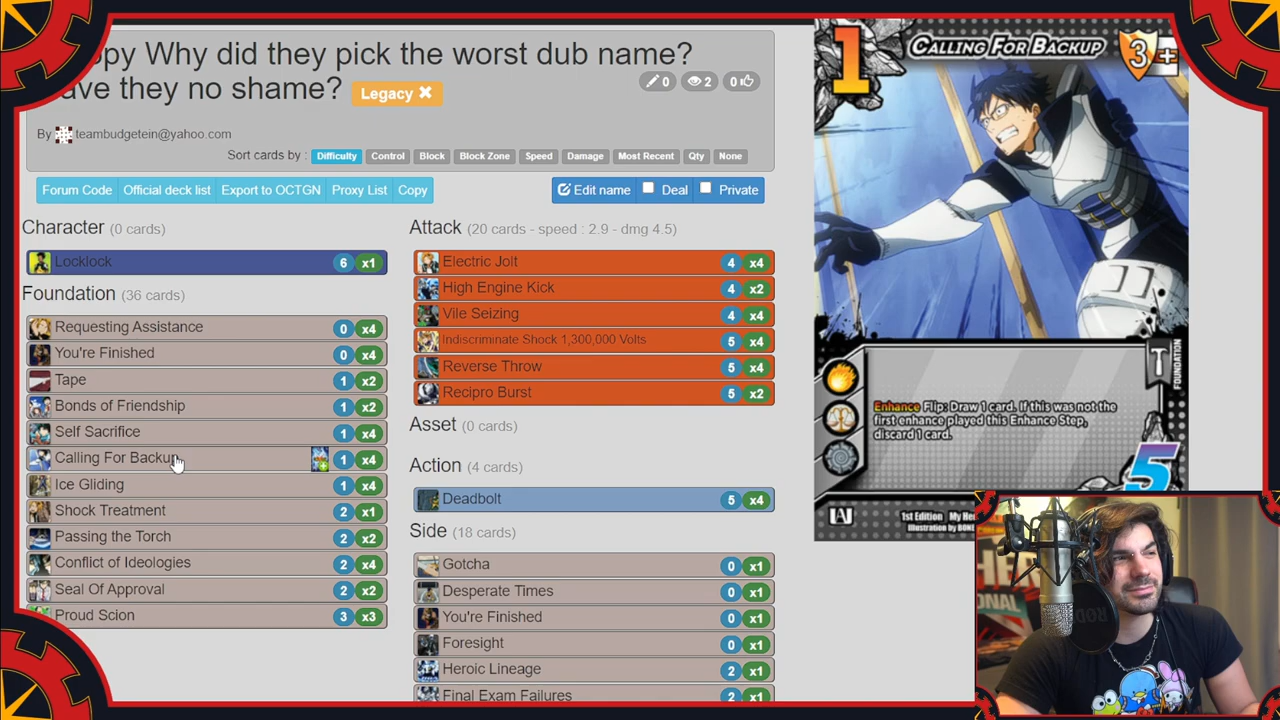 py Why did they pick the worst dub name?
ave they no shame? Legacy ✖
0 2 0
By teambudgetein@yahoo.com
Sort cards by : Difficulty Control Block Block Zone Speed Damage Most Recent Qty None
Forum Code Official deck list Export to OCTGN Proxy List Copy
Edit name Deal Private
Character (0 cards)
Locklock 6 x1
Foundation (36 cards)
Requesting Assistance 0 x4
You're Finished 0 x4
Tape 1 x2
Bonds of Friendship 1 x2
Self Sacrifice 1 x4
Calling For Backup 1 x4
Ice Gliding 1 x4
Shock Treatment 2 x1
Passing the Torch 2 x2
Conflict of Ideologies 2 x4
Seal Of Approval 2 x2
Proud Scion 3 x3
Attack (20 cards - speed : 2.9 - dmg 4.5)
Electric Jolt 4 x4
High Engine Kick 4 x2
Vile Seizing 4 x4
Indiscriminate Shock 1,300,000 Volts 5 x4
Reverse Throw 5 x4
Recipro Burst 5 x2
Asset (0 cards)
Action (4 cards)
Deadbolt 5 x4
Side (18 cards)
Gotcha 0 x1
Desperate Times 0 x1
You're Finished 0 x1
Foresight 0 x1
Heroic Lineage 2 x1
Final Exam Failures 2 x1
1 CALLING FOR BACKUP 3 +
FOUNDATION
Enhance Flip: Draw 1 card. If this was not the
first enhance played this Enhance Step,
discard 1 card.
5
UA 1st Edition My He
Illustration by BONE
HER
IONAL
RODE